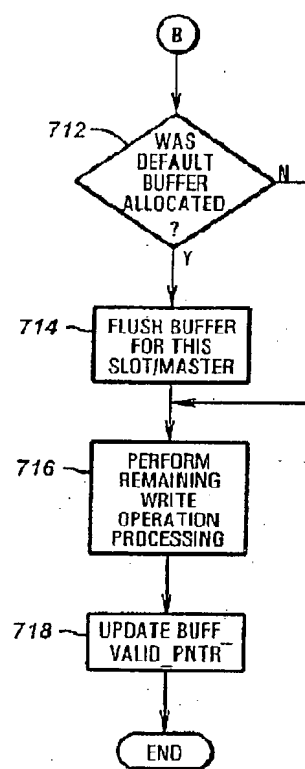 B
712
WAS
DEFAULT
BUFFER
ALLOCATED
?
N
Y
714
FLUSH BUFFER
FOR THIS
SLOT/MASTER
716
PERFORM
REMAINING
WRITE
OPERATION
PROCESSING
718
UPDATE BUFF_
VALID_PNTR
END